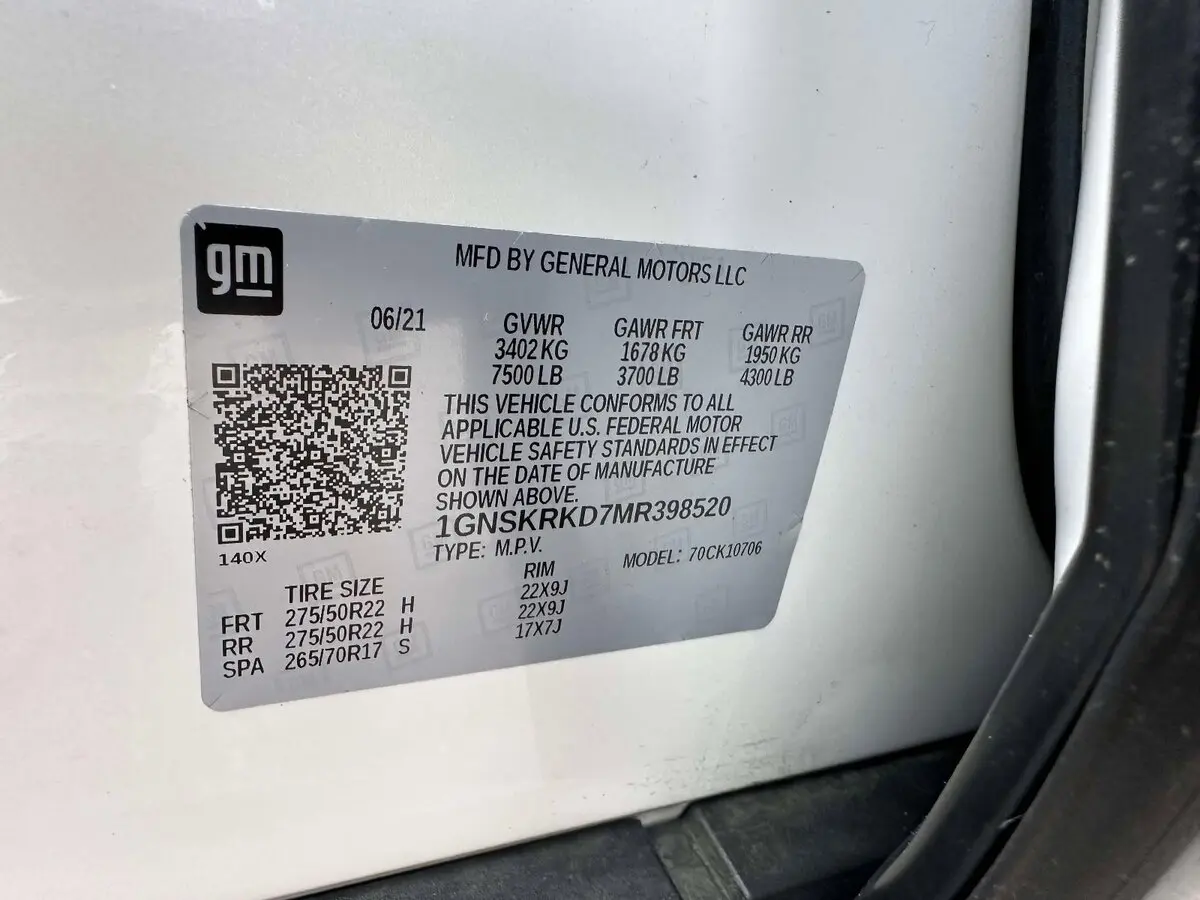 gm
MFD BY GENERAL MOTORS LLC
06/21 GVWR GAWR FRT GAWR RR
3402 KG 1678 KG 1950 KG
7500 LB 3700 LB 4300 LB
THIS VEHICLE CONFORMS TO ALL
APPLICABLE U.S. FEDERAL MOTOR
VEHICLE SAFETY STANDARDS IN EFFECT
ON THE DATE OF MANUFACTURE
SHOWN ABOVE.
1GNSKRKD7MR398520
140X TYPE: M.P.V. MODEL: 70CK10706
TIRE SIZE RIM
FRT 275/50R22 H 22X9J
RR 275/50R22 H 22X9J
SPA 265/70R17 S 17X7J